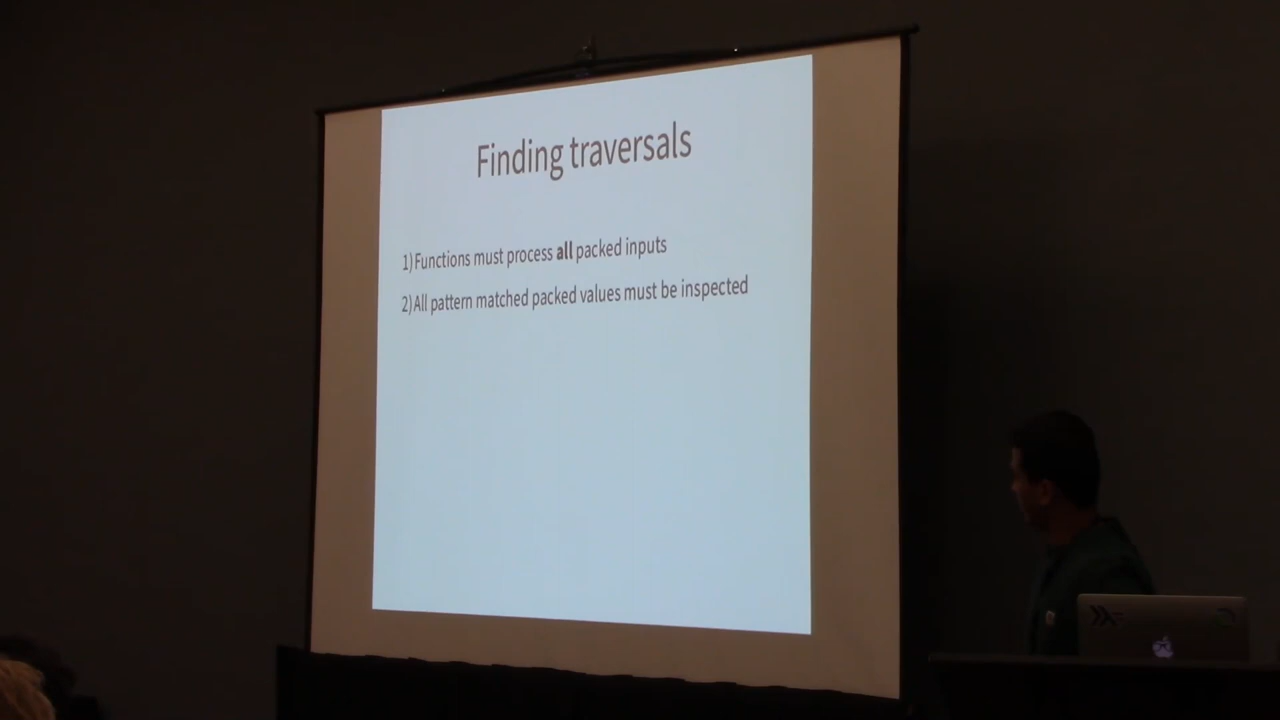 Finding traversals
1) Functions must process all packed inputs
2) All pattern matched packed values must be inspected